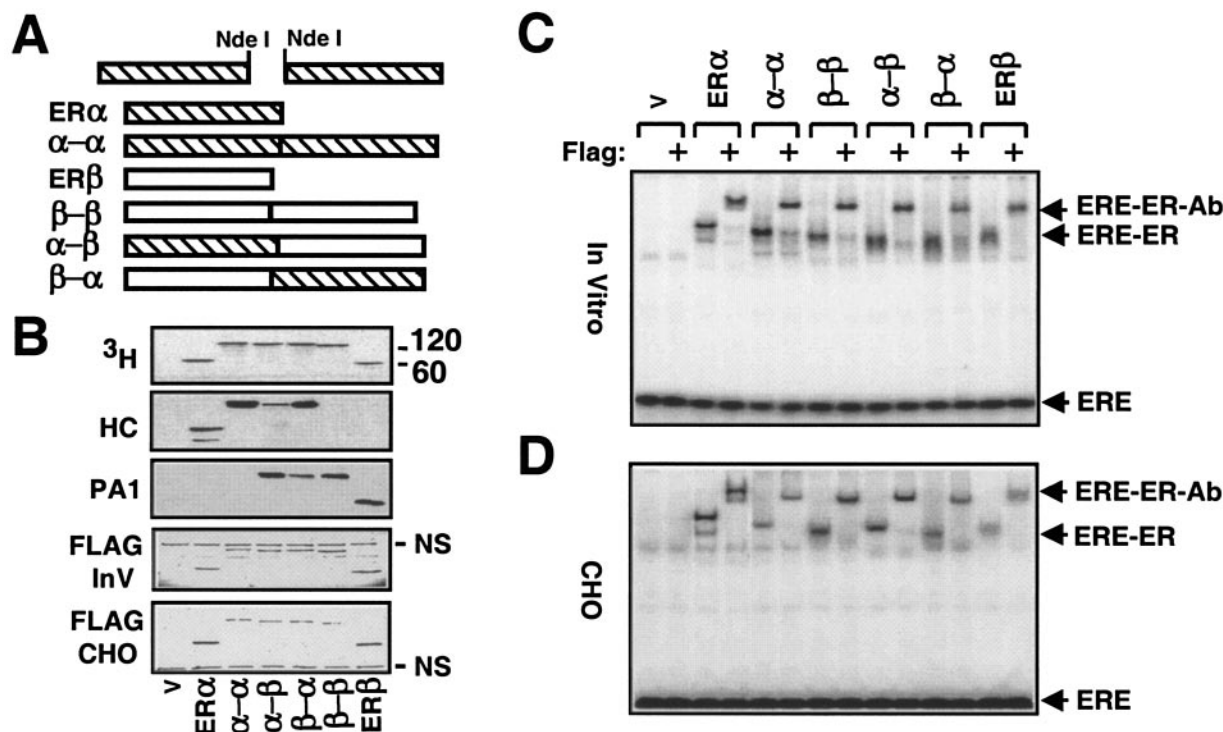 A
Nde I Nde I
ERα
α–α
ERβ
β–β
α–β
β–α
B
³H
120
60
HC
PA1
FLAG
InV
NS
FLAG
CHO
NS
v ERα α–α α–β β–α β–β ERβ
C
v ERα α–α β–β α–β β–α ERβ
Flag: + + + + + + +
In Vitro
ERE-ER-Ab
ERE-ER
ERE
D
CHO
ERE-ER-Ab
ERE-ER
ERE